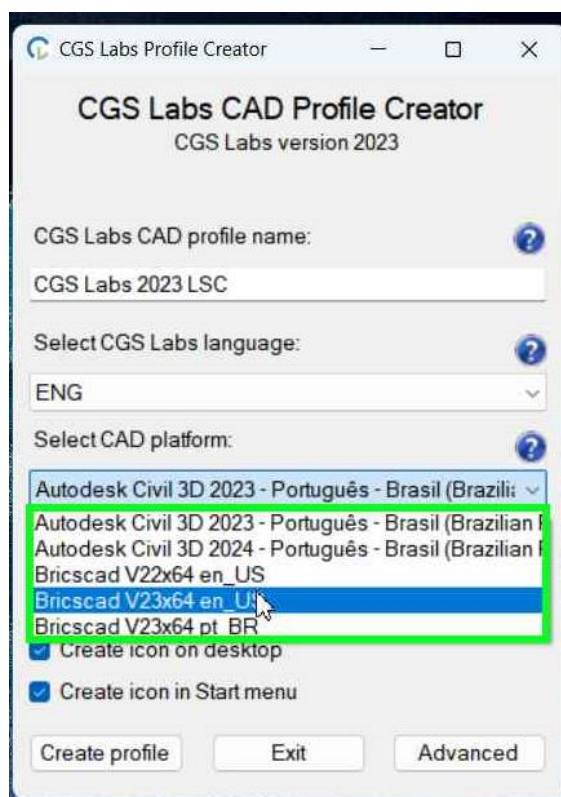 CGS Labs Profile Creator
CGS Labs CAD Profile Creator
CGS Labs version 2023
CGS Labs CAD profile name:
CGS Labs 2023 LSC
Select CGS Labs language:
ENG
Select CAD platform:
Autodesk Civil 3D 2023 - Português - Brasil (Brazili
Autodesk Civil 3D 2023 - Português - Brasil (Brazilian
Autodesk Civil 3D 2024 - Português - Brasil (Brazilian
Bricscad V22x64 en_US
Bricscad V23x64 en_US
Bricscad V23x64 pt_BR
Create icon on desktop
Create icon in Start menu
Create profile Exit Advanced